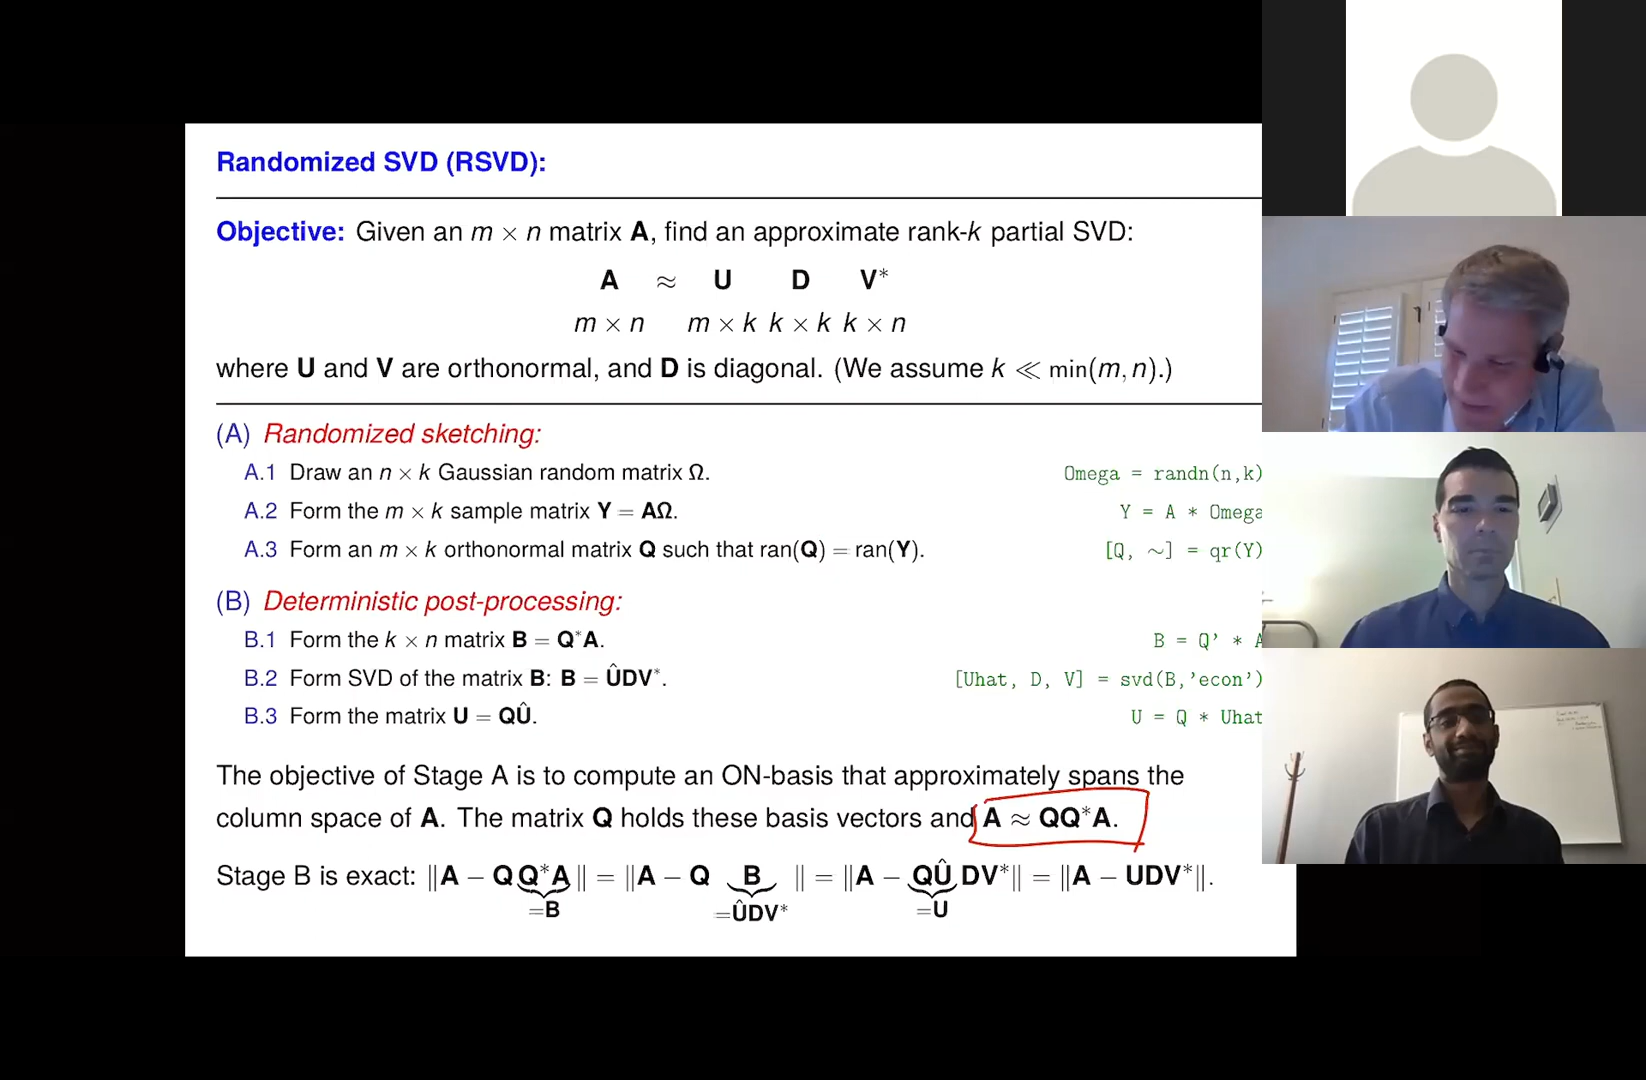 Randomized SVD (RSVD):
Objective: Given an m × n matrix A, find an approximate rank-k partial SVD:
A ≈ U D V*
m × n m × k k × k k × n
where U and V are orthonormal, and D is diagonal. (We assume k ≪ min(m, n).)
(A) Randomized sketching:
A.1 Draw an n × k Gaussian random matrix Ω. Omega = randn(n,k)
A.2 Form the m × k sample matrix Y = AΩ. Y = A * Omega
A.3 Form an m × k orthonormal matrix Q such that ran(Q) = ran(Y). [Q, ~] = qr(Y)
(B) Deterministic post-processing:
B.1 Form the k × n matrix B = Q*A. B = Q' * A
B.2 Form SVD of the matrix B: B = ÛDV*. [Uhat, D, V] = svd(B,'econ')
B.3 Form the matrix U = QÛ. U = Q * Uhat
The objective of Stage A is to compute an ON-basis that approximately spans the
column space of A. The matrix Q holds these basis vectors and A ≈ QQ*A.
Stage B is exact: ‖A − QQ*A‖ = ‖A − Q B ‖ = ‖A − QÛDV*‖ = ‖A − UDV*‖.
=B =ÛDV* =U